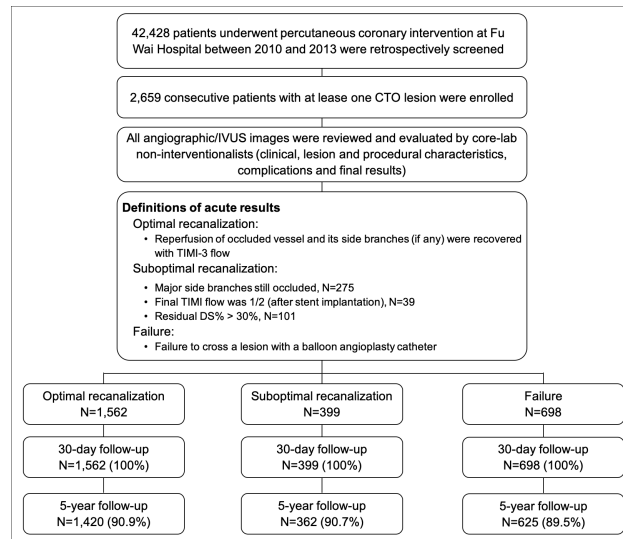 42,428 patients underwent percutaneous coronary intervention at Fu
Wai Hospital between 2010 and 2013 were retrospectively screened
2,659 consecutive patients with at lease one CTO lesion were enrolled
All angiographic/IVUS images were reviewed and evaluated by core-lab
non-interventionalists (clinical, lesion and procedural characteristics,
complications and final results)
Definitions of acute results
Optimal recanalization:
• Reperfusion of occluded vessel and its side branches (if any) were recovered
with TIMI-3 flow
Suboptimal recanalization:
• Major side branches still occluded, N=275
• Final TIMI flow was 1/2 (after stent implantation), N=39
• Residual DS% > 30%, N=101
Failure:
• Failure to cross a lesion with a balloon angioplasty catheter
Optimal recanalization
N=1,562
Suboptimal recanalization
N=399
Failure
N=698
30-day follow-up
N=1,562 (100%)
30-day follow-up
N=399 (100%)
30-day follow-up
N=698 (100%)
5-year follow-up
N=1,420 (90.9%)
5-year follow-up
N=362 (90.7%)
5-year follow-up
N=625 (89.5%)